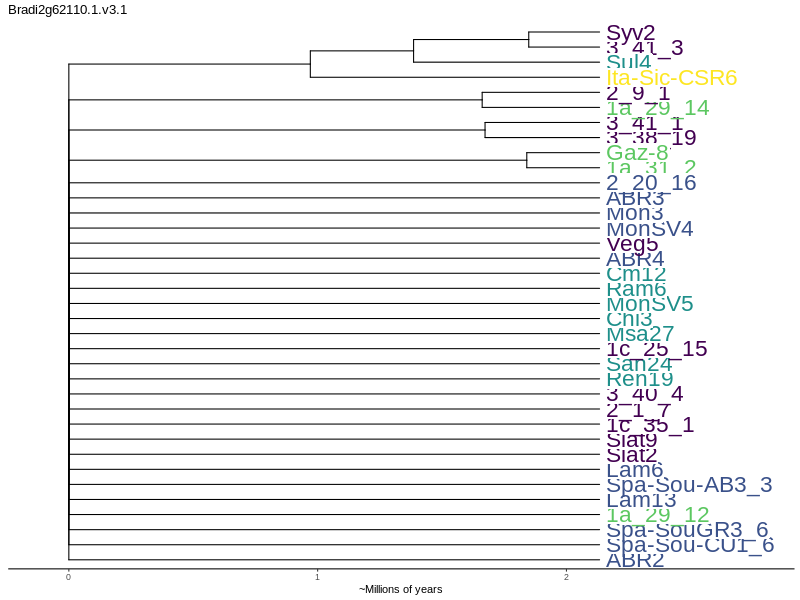 Bradi2g62110.1.v3.1
Syv2
3_41_3
Sul4
Ita-Sic-CSR6
2_9_1
1a_29_14
3_41_1
3_38_19
Gaz-8
1a_31_2
2_20_16
ABR3
Mon3
MonSV4
Veg5
ABR4
Cm12
Ram6
MonSV5
Chi3
Msa27
1c_25_15
San24
Ren19
3_40_4
2_1_7
1c_35_1
Slat9
Slat2
Lam6
Spa-Sou-AB3_3
Lam13
1a_29_12
Spa-SouGR3_6
Spa-Sou-CU1_6
ABR2
0 1 2
~Millions of years